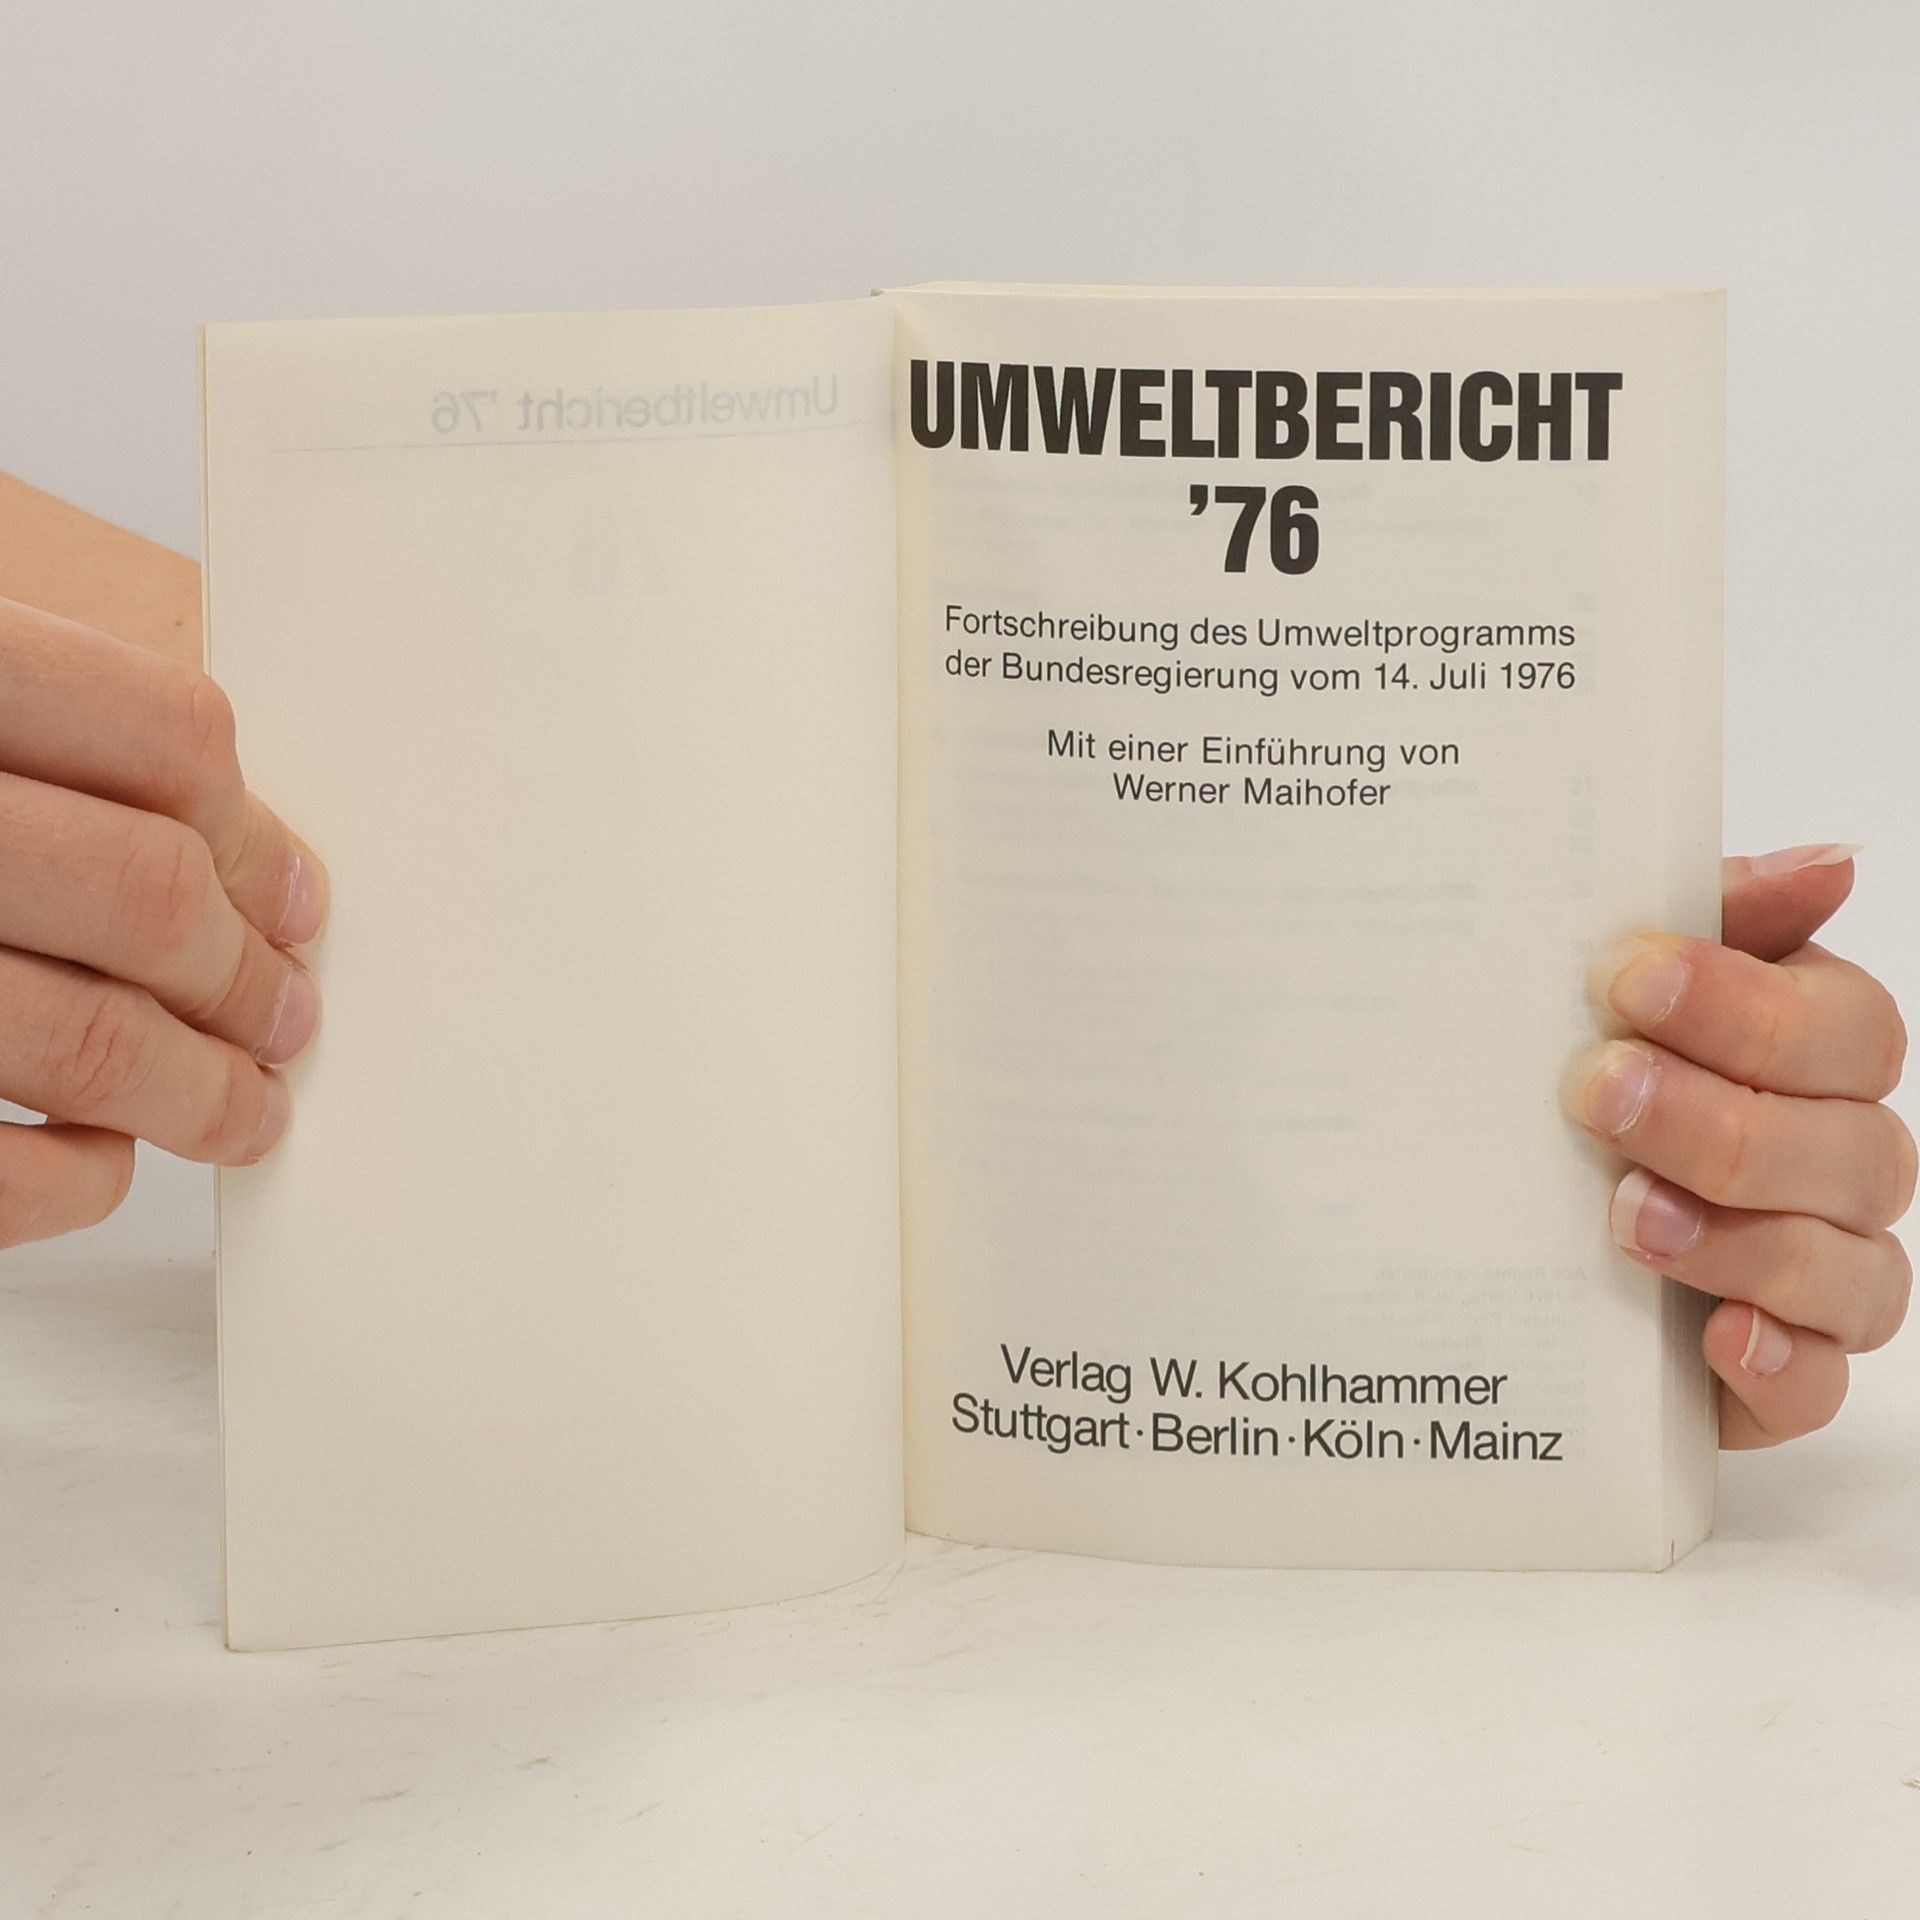 Umweltbericht '76
UMWELTBERICHT
’76
Fortschreibung des Umweltprogramms
der Bundesregierung vom 14. Juli 1976
Mit einer Einführung von
Werner Maihofer
Verlag W. Kohlhammer
Stuttgart·Berlin·Köln·Mainz